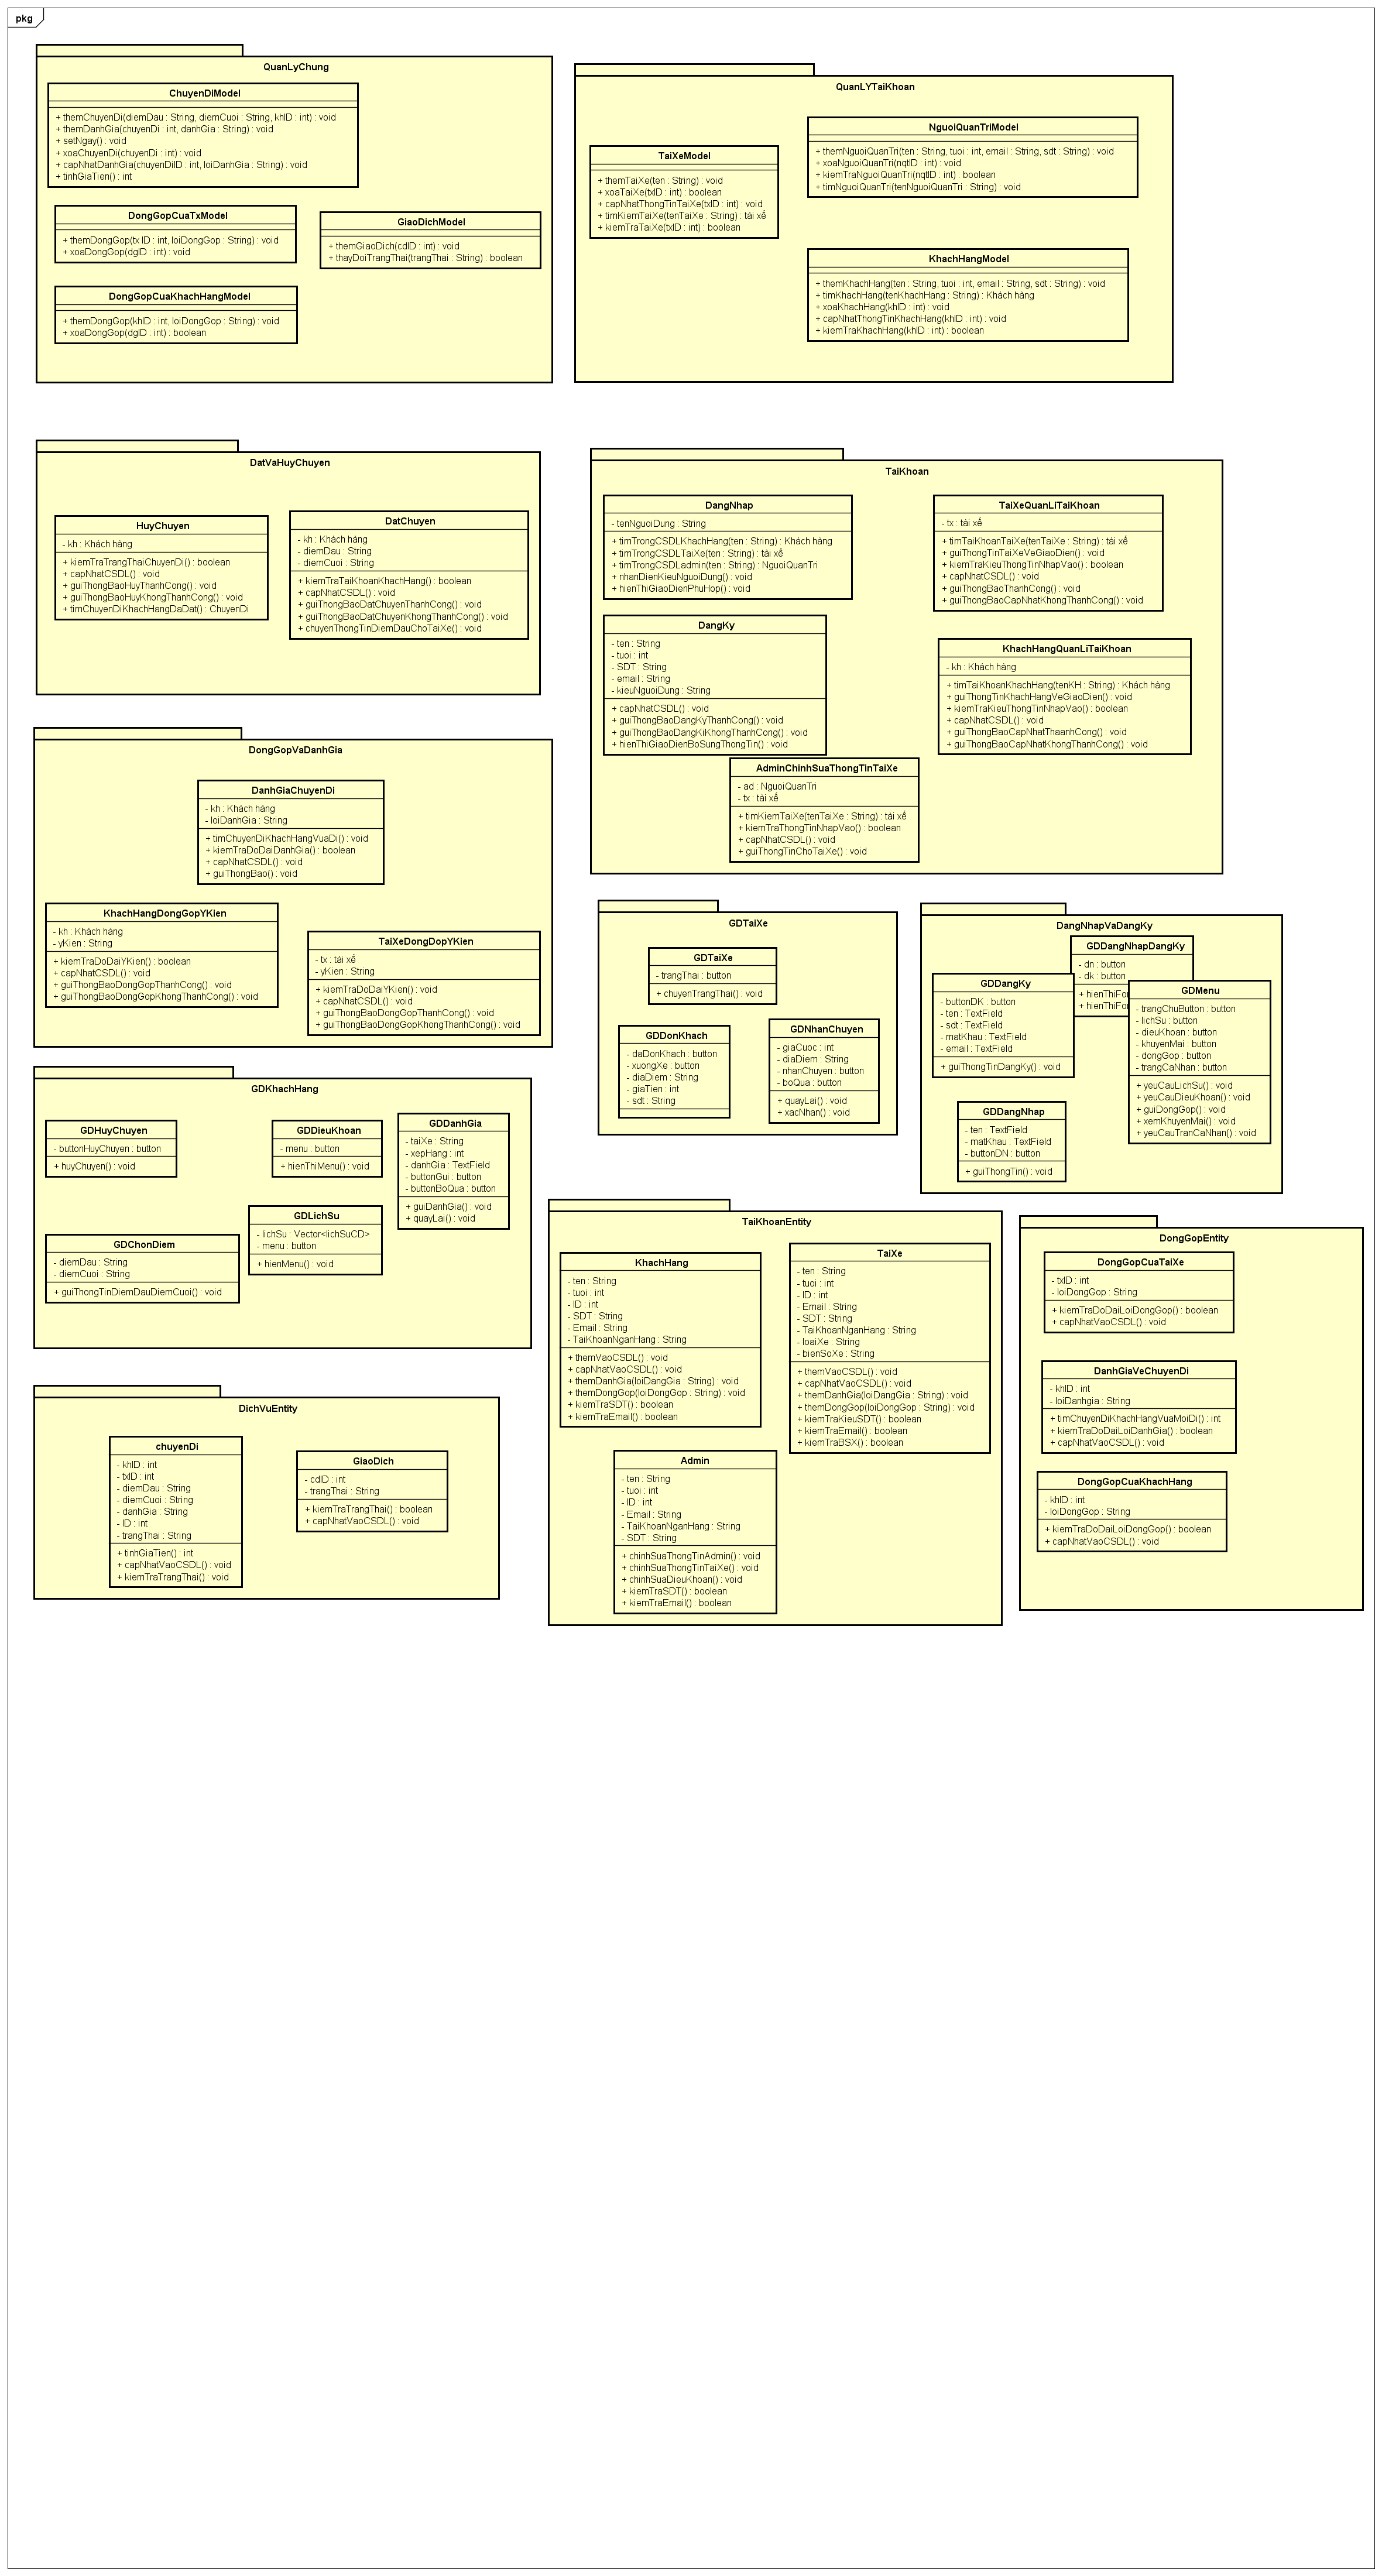 pkg
QuanLyChung
ChuyenDiModel
+ themChuyenDi(diemDau : String, diemCuoi : String, khID : int) : void
+ themDanhGia(chuyenDi : int, danhGia : String) : void
+ setNgay() : void
+ xoaChuyenDi(chuyenDi : int) : void
+ capNhatDanhGia(chuyenDiID : int, loiDanhGia : String) : void
+ tinhGiaTien() : int
DongGopCuaTxModel
+ themDongGop(tx ID : int, loiDongGop : String) : void
+ xoaDongGop(dgID : int) : void
GiaoDichModel
+ themGiaoDich(cdID : int) : void
+ thayDoiTrangThai(trangThai : String) : boolean
DongGopCuaKhachHangModel
+ themDongGop(khID : int, loiDongGop : String) : void
+ xoaDongGop(dgID : int) : boolean
QuanLYTaiKhoan
TaiXeModel
+ themTaiXe(ten : String) : void
+ xoaTaiXe(txID : int) : boolean
+ capNhatThongTinTaiXe(txID : int) : void
+ timKiemTaiXe(tenTaiXe : String) : tài xế
+ kiemTraTaiXe(txID : int) : boolean
NguoiQuanTriModel
+ themNguoiQuanTri(ten : String, tuoi : int, email : String, sdt : String) : void
+ xoaNguoiQuanTri(nqtID : int) : void
+ kiemTraNguoiQuanTri(nqtID : int) : boolean
+ timNguoiQuanTri(tenNguoiQuanTri : String) : void
KhachHangModel
+ themKhachHang(ten : String, tuoi : int, email : String, sdt : String) : void
+ timKhachHang(tenKhachHang : String) : Khách hàng
+ xoaKhachHang(khID : int) : void
+ capNhatThongTinKhachHang(khID : int) : void
+ kiemTraKhachHang(khID : int) : boolean
DatVaHuyChuyen
HuyChuyen
- kh : Khách hàng
+ kiemTraTrangThaiChuyenDi() : boolean
+ capNhatCSDL() : void
+ guiThongBaoHuyThanhCong() : void
+ guiThongBaoHuyKhongThanhCong() : void
+ timChuyenDiKhachHangDaDat() : ChuyenDi
DatChuyen
- kh : Khách hàng
- diemDau : String
- diemCuoi : String
+ kiemTraTaiKhoanKhachHang() : boolean
+ capNhatCSDL() : void
+ guiThongBaoDatChuyenThanhCong() : void
+ guiThongBaoDatChuyenKhongThanhCong() : void
+ chuyenThongTinDiemDauChoTaiXe() : void
TaiKhoan
DangNhap
- tenNguoiDung : String
+ timTrongCSDLKhachHang(ten : String) : Khách hàng
+ timTrongCSDLTaiXe(ten : String) : tài xế
+ timTrongCSDLadmin(ten : String) : NguoiQuanTri
+ nhanDienKieuNguoiDung() : void
+ hienThiGiaoDienPhuHop() : void
TaiXeQuanLiTaiKhoan
- tx : tài xế
+ timTaiKhoanTaiXe(tenTaiXe : String) : tài xế
+ guiThongTinTaiXeVeGiaoDien() : void
+ kiemTraKieuThongTinNhapVao() : boolean
+ capNhatCSDL() : void
+ guiThongBaoThanhCong() : void
+ guiThongBaoCapNhatKhongThanhCong() : void
DangKy
- ten : String
- tuoi : int
- SDT : String
- email : String
- kieuNguoiDung : String
+ capNhatCSDL() : void
+ guiThongBaoDangKyThanhCong() : void
+ guiThongBaoDangKiKhongThanhCong() : void
+ hienThiGiaoDienBoSungThongTin() : void
KhachHangQuanLiTaiKhoan
- kh : Khách hàng
+ timTaiKhoanKhachHang(tenKH : String) : Khách hàng
+ guiThongTinKhachHangVeGiaoDien() : void
+ kiemTraKieuThongTinNhapVao() : boolean
+ capNhatCSDL() : void
+ guiThongBaoCapNhatThaanhCong() : void
+ guiThongBaoCapNhatKhongThanhCong() : void
AdminChinhSuaThongTinTaiXe
- ad : NguoiQuanTri
- tx : tài xế
+ timKiemTaiXe(tenTaiXe : String) : tài xế
+ kiemTraThongTinNhapVao() : boolean
+ capNhatCSDL() : void
+ guiThongTinChoTaiXe() : void
DongGopVaDanhGia
DanhGiaChuyenDi
- kh : Khách hàng
- loiDanhGia : String
+ timChuyenDiKhachHangVuaDi() : void
+ kiemTraDoDaiDanhGia() : boolean
+ capNhatCSDL() : void
+ guiThongBao() : void
KhachHangDongGopYKien
- kh : Khách hàng
- yKien : String
+ kiemTraDoDaiYKien() : boolean
+ capNhatCSDL() : void
+ guiThongBaoDongGopThanhCong() : void
+ guiThongBaoDongGopKhongThanhCong() : void
TaiXeDongDopYKien
- tx : tài xế
- yKien : String
+ kiemTraDoDaiYKien() : void
+ capNhatCSDL() : void
+ guiThongBaoDongGopThanhCong() : void
+ guiThongBaoDongGopKhongThanhCong() : void
GDTaiXe
GDTaiXe
- trangThai : button
+ chuyenTrangThai() : void
GDDonKhach
- daDonKhach : button
- xuongXe : button
- diaDiem : String
- giaTien : int
- sdt : String
GDNhanChuyen
- giaCuoc : int
- diaDiem : String
- nhanChuyen : button
- boQua : button
+ quayLai() : void
+ xacNhan() : void
DangNhapVaDangKy
GDDangNhapDangKy
- dn : button
- dk : button
+ hienThiFo
+ hienThiFo
GDDangKy
- buttonDK : button
- ten : TextField
- sdt : TextField
- matKhau : TextField
- email : TextField
+ guiThongTinDangKy() : void
GDMenu
- trangChuButton : button
- lichSu : button
- dieuKhoan : button
- khuyenMai : button
- dongGop : button
- trangCaNhan : button
+ yeuCauLichSu() : void
+ yeuCauDieuKhoan() : void
+ guiDongGop() : void
+ xemKhuyenMai() : void
+ yeuCauTranCaNhan() : void
GDDangNhap
- ten : TextField
- matKhau : TextField
- buttonDN : button
+ guiThongTin() : void
GDKhachHang
GDHuyChuyen
- buttonHuyChuyen : button
+ huyChuyen() : void
GDDieuKhoan
- menu : button
+ hienThiMenu() : void
GDDanhGia
- taiXe : String
- xepHang : int
- danhGia : TextField
- buttonGui : button
- buttonBoQua : button
+ guiDanhGia() : void
+ quayLai() : void
GDLichSu
- lichSu : Vector<lichSuCD>
- menu : button
+ hienMenu() : void
GDChonDiem
- diemDau : String
- diemCuoi : String
+ guiThongTinDiemDauDiemCuoi() : void
TaiKhoanEntity
KhachHang
- ten : String
- tuoi : int
- ID : int
- SDT : String
- Email : String
- TaiKhoanNganHang : String
+ themVaoCSDL() : void
+ capNhatVaoCSDL() : void
+ themDanhGia(loiDangGia : String) : void
+ themDongGop(loiDongGop : String) : void
+ kiemTraSDT() : boolean
+ kiemTraEmail() : boolean
TaiXe
- ten : String
- tuoi : int
- ID : int
- Email : String
- SDT : String
- TaiKhoanNganHang : String
- loaiXe : String
- bienSoXe : String
+ themVaoCSDL() : void
+ capNhatVaoCSDL() : void
+ themDanhGia(loiDangGia : String) : void
+ themDongGop(loiDongGop : String) : void
+ kiemTraKieuSDT() : boolean
+ kiemTraEmail() : boolean
+ kiemTraBSX() : boolean
Admin
- ten : String
- tuoi : int
- ID : int
- Email : String
- TaiKhoanNganHang : String
- SDT : String
+ chinhSuaThongTinAdmin() : void
+ chinhSuaThongTinTaiXe() : void
+ chinhSuaDieuKhoan() : void
+ kiemTraSDT() : boolean
+ kiemTraEmail() : boolean
DongGopEntity
DongGopCuaTaiXe
- txID : int
- loiDongGop : String
+ kiemTraDoDaiLoiDongGop() : boolean
+ capNhatVaoCSDL() : void
DanhGiaVeChuyenDi
- khID : int
- loiDanhgia : String
+ timChuyenDiKhachHangVuaMoiDi() : int
+ kiemTraDoDaiLoiDanhGia() : boolean
+ capNhatVaoCSDL() : void
DongGopCuaKhachHang
- khID : int
- loiDongGop : String
+ kiemTraDoDaiLoiDongGop() : boolean
+ capNhatVaoCSDL() : void
DichVuEntity
chuyenDi
- khID : int
- txID : int
- diemDau : String
- diemCuoi : String
- danhGia : String
- ID : int
- trangThai : String
+ tinhGiaTien() : int
+ capNhatVaoCSDL() : void
+ kiemTraTrangThai() : void
GiaoDich
- cdID : int
- trangThai : String
+ kiemTraTrangThai() : boolean
+ capNhatVaoCSDL() : void